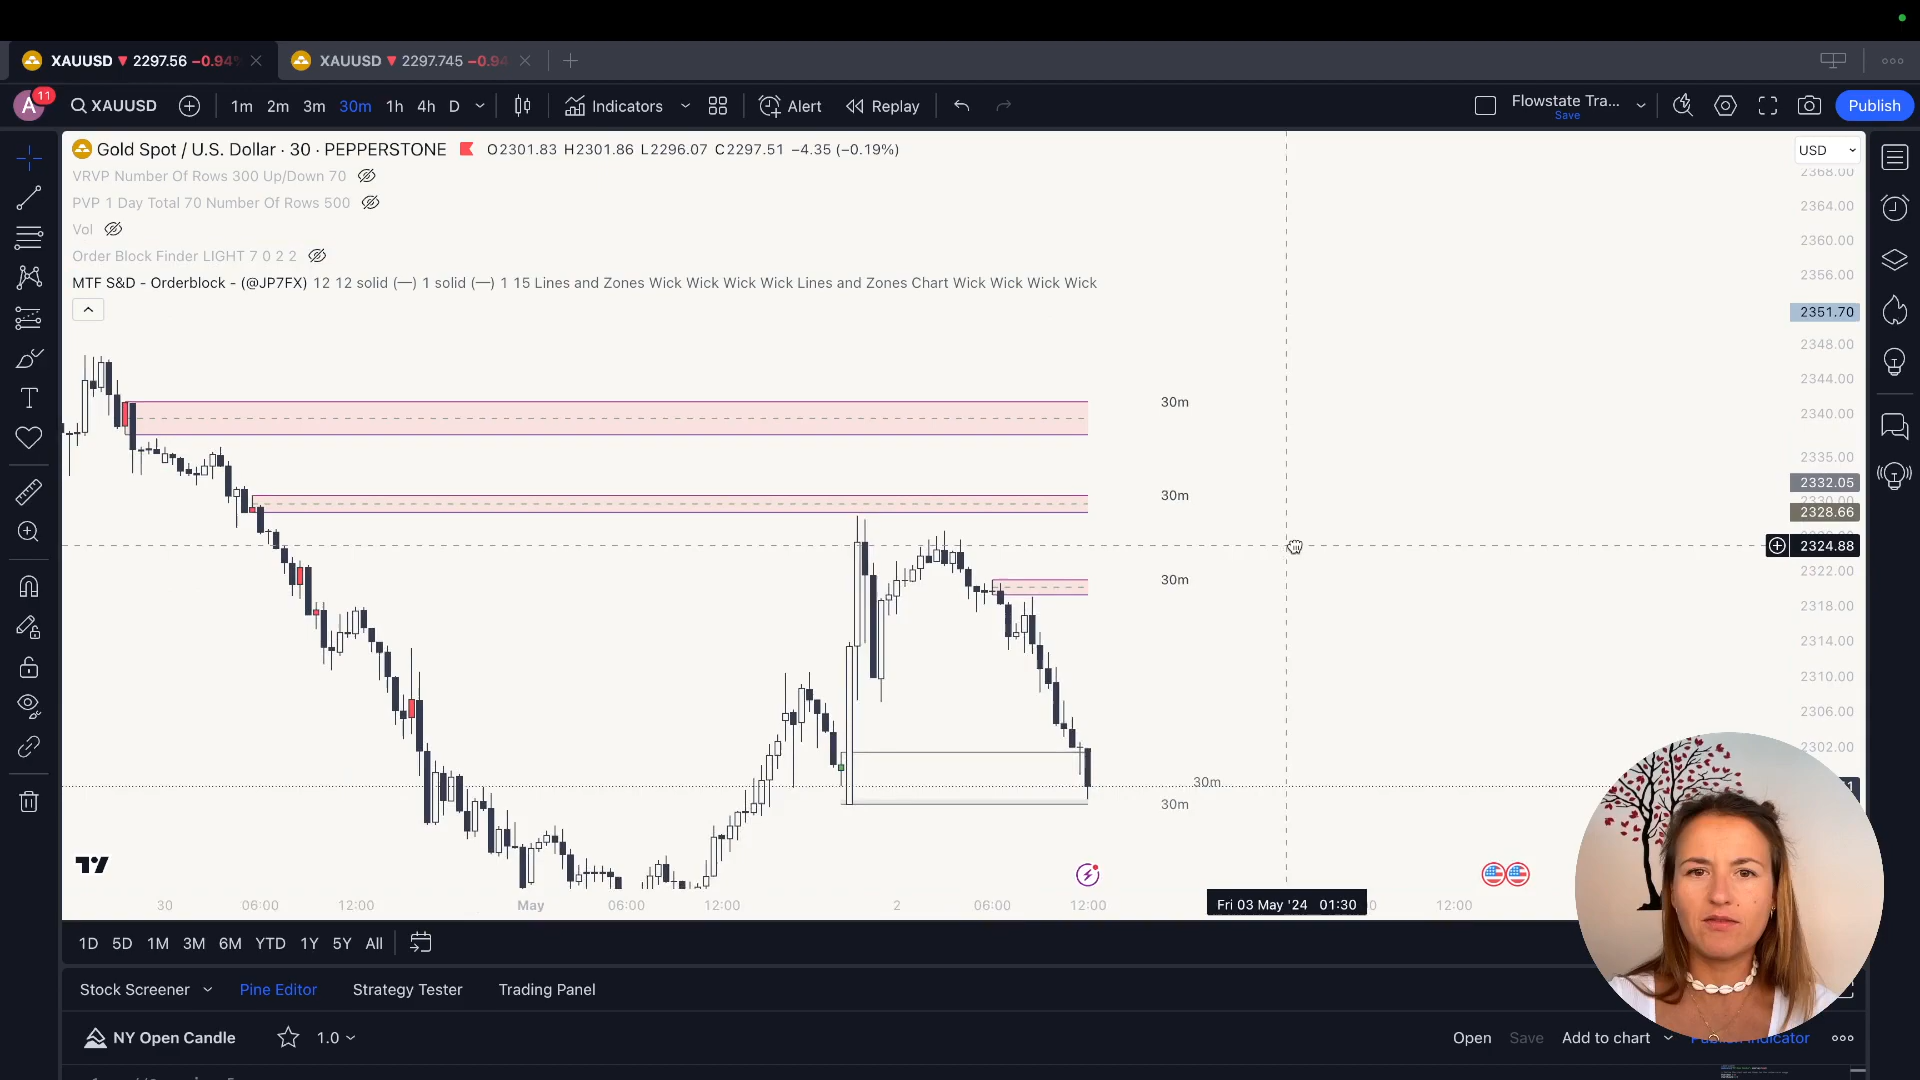 XAUUSD ▼ 2297.56 −0.94%
XAUUSD ▼ 2297.745 −0.94
A 11 XAUUSD 1m 2m 3m 30m 1h 4h D Indicators Alert Replay Flowstate Tra... Save Publish
Gold Spot / U.S. Dollar · 30 · PEPPERSTONE O2301.83 H2301.86 L2296.07 C2297.51 −4.35 (−0.19%)
USD
VRVP Number Of Rows 300 Up/Down 70
PVP 1 Day Total 70 Number Of Rows 500
Vol
Order Block Finder LIGHT 7 0 2 2
MTF S&D - Orderblock - (@JP7FX) 12 12 solid (—) 1 solid (—) 1 15 Lines and Zones Wick Wick Wick Wick Lines and Zones Chart Wick Wick Wick Wick
2368.00
2364.00
2360.00
2356.00
2351.70
2348.00
2344.00
2340.00
2335.00
2332.05
2330.00
2328.66
2324.88
2322.00
2318.00
2314.00
2310.00
2306.00
2302.00
30m
30m
30m
30m
30m
30 06:00 12:00 May 06:00 12:00 2 06:00 12:00 Fri 03 May '24 01:30 12:00
1D 5D 1M 3M 6M YTD 1Y 5Y All
Stock Screener Pine Editor Strategy Tester Trading Panel
NY Open Candle 1.0 Open Save Add to chart